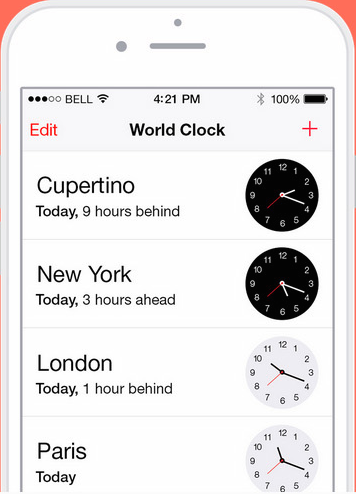 BELL 4:21 PM 100%
Edit World Clock +
Cupertino
Today, 9 hours behind
12 1 2 3 4 5 6 7 8 9 10 11
New York
Today, 3 hours ahead
12 1 2 3 4 5 6 7 8 9 10 11
London
Today, 1 hour behind
12 1 2 3 4 5 6 7 8 9 10 11
Paris
Today
12 1 2 3 4 8 9 10 11